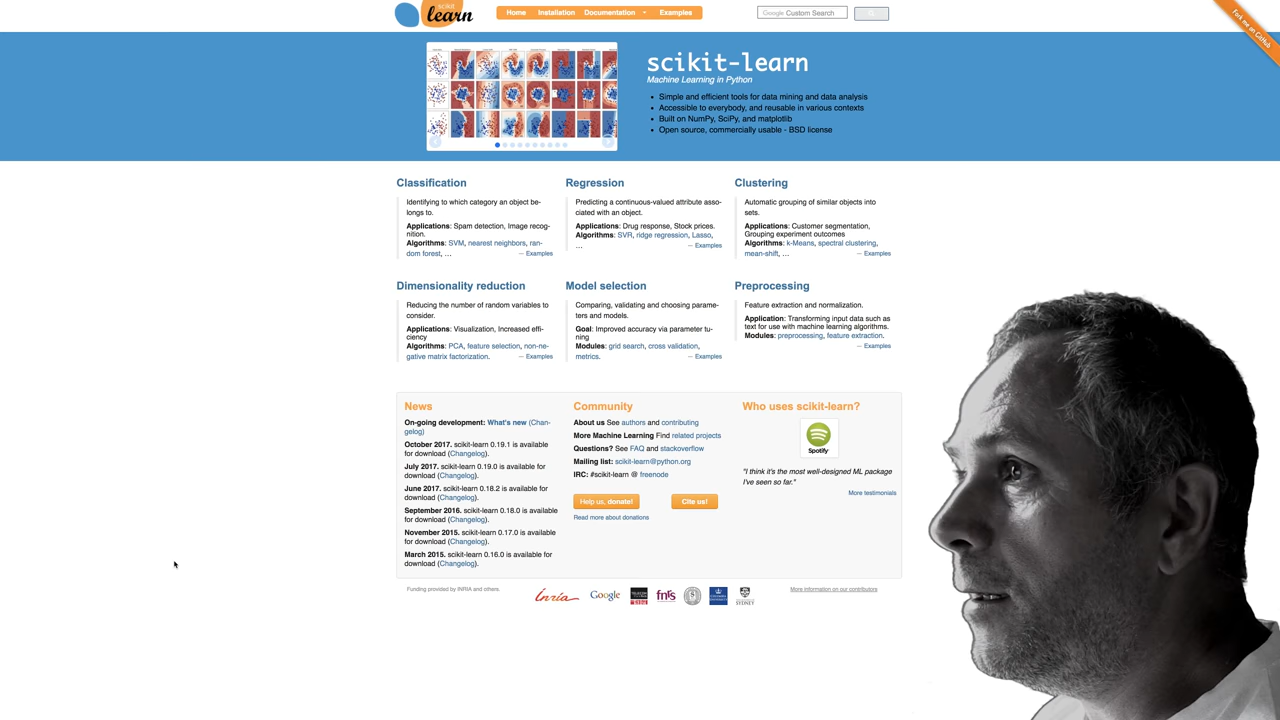 scikit
learn
Home Installation Documentation Examples
Google Custom Search
Fork me on GitHub
scikit-learn
Machine Learning in Python
Simple and efficient tools for data mining and data analysis
Accessible to everybody, and reusable in various contexts
Built on NumPy, SciPy, and matplotlib
Open source, commercially usable - BSD license
Classification
Identifying to which category an object be-
longs to.
Applications: Spam detection, Image recog-
nition.
Algorithms: SVM, nearest neighbors, ran-
dom forest, ... — Examples
Regression
Predicting a continuous-valued attribute asso-
ciated with an object.
Applications: Drug response, Stock prices.
Algorithms: SVR, ridge regression, Lasso,
... — Examples
Clustering
Automatic grouping of similar objects into
sets.
Applications: Customer segmentation,
Grouping experiment outcomes
Algorithms: k-Means, spectral clustering,
mean-shift, ... — Examples
Dimensionality reduction
Reducing the number of random variables to
consider.
Applications: Visualization, Increased effi-
ciency
Algorithms: PCA, feature selection, non-ne-
gative matrix factorization. — Examples
Model selection
Comparing, validating and choosing parame-
ters and models.
Goal: Improved accuracy via parameter tu-
ning
Modules: grid search, cross validation,
metrics. — Examples
Preprocessing
Feature extraction and normalization.
Application: Transforming input data such as
text for use with machine learning algorithms.
Modules: preprocessing, feature extraction.
— Examples
News
On-going development: What's new (Chan-
gelog)
October 2017. scikit-learn 0.19.1 is available
for download (Changelog).
July 2017. scikit-learn 0.19.0 is available for
download (Changelog).
June 2017. scikit-learn 0.18.2 is available for
download (Changelog).
September 2016. scikit-learn 0.18.0 is available
for download (Changelog).
November 2015. scikit-learn 0.17.0 is available
for download (Changelog).
March 2015. scikit-learn 0.16.0 is available for
download (Changelog).
Community
About us See authors and contributing
More Machine Learning Find related projects
Questions? See FAQ and stackoverflow
Mailing list: scikit-learn@python.org
IRC: #scikit-learn @ freenode
Help us, donate! Cite us!
Read more about donations
Who uses scikit-learn?
Spotify
"I think it's the most well-designed ML package
I've seen so far."
More testimonials
Funding provided by INRIA and others.
Inria Google fnrs SYDNEY
More information on our contributors